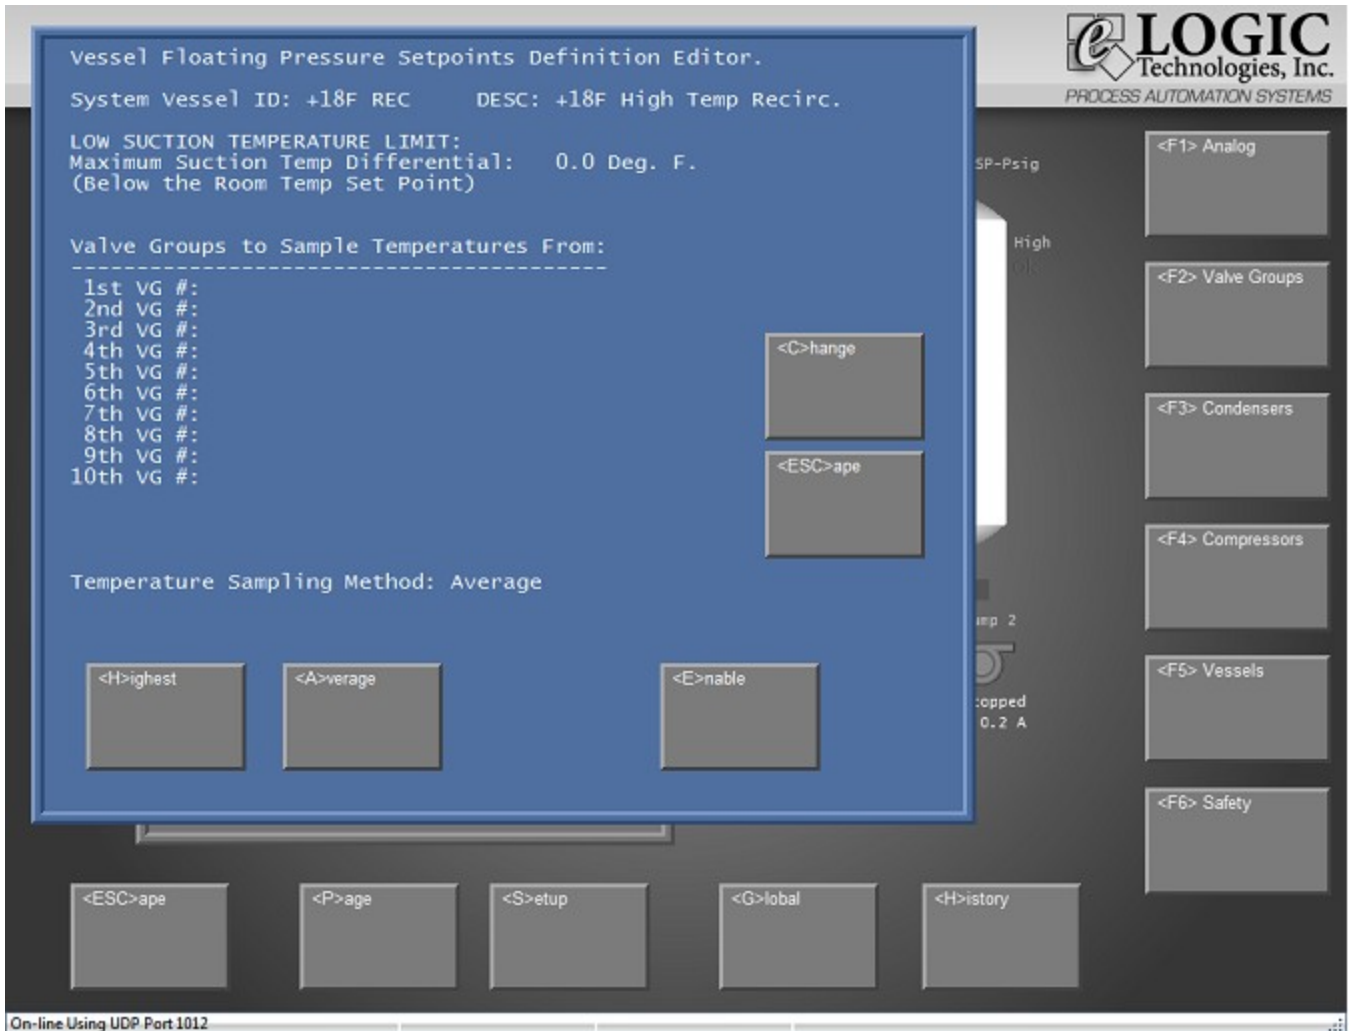 LOGIC
Technologies, Inc.
PROCESS AUTOMATION SYSTEMS
Vessel Floating Pressure Setpoints Definition Editor.
System Vessel ID: +18F REC DESC: +18F High Temp Recirc.
LOW SUCTION TEMPERATURE LIMIT:
Maximum Suction Temp Differential: 0.0 Deg. F.
(Below the Room Temp Set Point)
Valve Groups to Sample Temperatures From:
-----------------------------------------
1st VG #:
2nd VG #:
3rd VG #:
4th VG #:
5th VG #:
6th VG #:
7th VG #:
8th VG #:
9th VG #:
10th VG #:
<C>hange
<ESC>ape
Temperature Sampling Method: Average
<H>ighest
<A>verage
<E>nable
SP-Psig
High
Ok
2
0.2 A
<F1> Analog
<F2> Valve Groups
<F3> Condensers
<F4> Compressors
<F5> Vessels
<F6> Safety
<ESC>ape
<P>age
<S>etup
<G>lobal
<H>istory
On-line Using UDP Port 1012